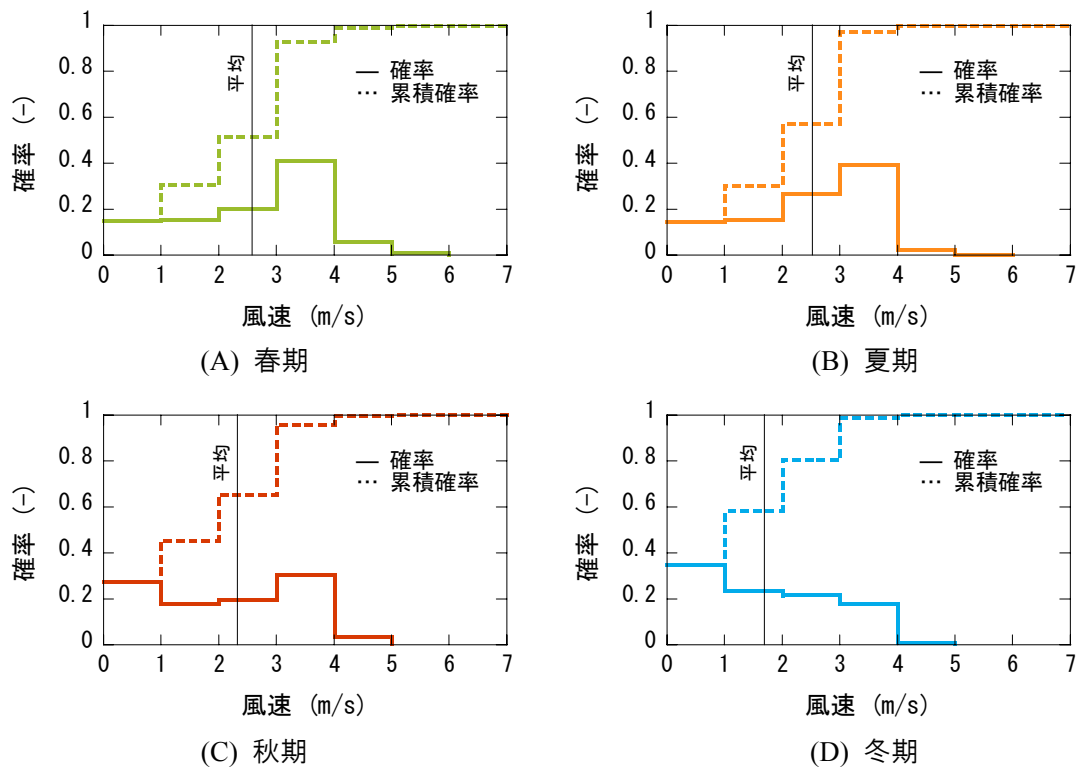 1
0.8
0.6
0.4
0.2
0
確率 (-)
平均
確率
累積確率
0 1 2 3 4 5 6 7
風速 (m/s)
(A) 春期
1
0.8
0.6
0.4
0.2
0
確率 (-)
平均
確率
累積確率
0 1 2 3 4 5 6 7
風速 (m/s)
(B) 夏期
1
0.8
0.6
0.4
0.2
0
確率 (-)
平均
確率
累積確率
0 1 2 3 4 5 6 7
風速 (m/s)
(C) 秋期
1
0.8
0.6
0.4
0.2
0
確率 (-)
平均
確率
累積確率
0 1 2 3 4 5 6 7
風速 (m/s)
(D) 冬期